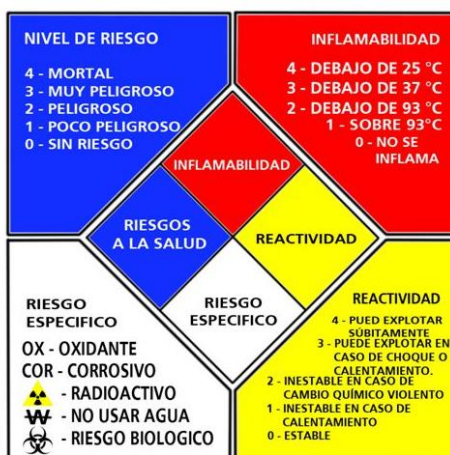 NIVEL DE RIESGO
4 - MORTAL
3 - MUY PELIGROSO
2 - PELIGROSO
1 - POCO PELIGROSO
0 - SIN RIESGO
INFLAMABILIDAD
4 - DEBAJO DE 25 °C
3 - DEBAJO DE 37 °C
2 - DEBAJO DE 93 °C
1 - SOBRE 93°C
0 - NO SE
INFLAMA
INFLAMABILIDAD
RIESGOS
A LA SALUD
REACTIVIDAD
RIESGO
ESPECIFICO
RIESGO
ESPECIFICO
OX - OXIDANTE
COR - CORROSIVO
- RADIOACTIVO
W - NO USAR AGUA
- RIESGO BIOLOGICO
REACTIVIDAD
4 - PUED EXPLOTAR
SÚBITAMENTE
3 - PUEDE EXPLOTAR EN
CASO DE CHOQUE O
CALENTAMIENTO.
2 - INESTABLE EN CASO DE
CAMBIO QUÍMICO VIOLENTO
1 - INESTABLE EN CASO DE
CALENTAMIENTO
0 - ESTABLE